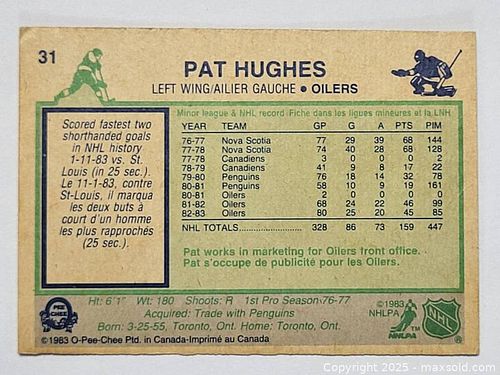 31
PAT HUGHES
LEFT WING/AILIER GAUCHE • OILERS
Scored fastest two
shorthanded goals
in NHL history
1-11-83 vs. St.
Louis (in 25 sec.).
Le 11-1-83, contre
St-Louis, il marqua
les deux buts à
court d'un homme
les plus rapprochés
(25 sec.).
Minor league & NHL record/Fiche dans les ligues mineures et la LNH
YEAR TEAM GP G A PTS PIM
76-77 Nova Scotia 77 29 39 68 144
77-78 Nova Scotia 74 40 28 68 128
77-78 Canadiens 3 0 0 0 0
78-79 Canadiens 41 9 8 17 22
79-80 Penguins 76 18 14 32 78
80-81 Penguins 58 10 9 19 161
80-81 Oilers 2 0 0 0 0
81-82 Oilers 68 24 22 46 99
82-83 Oilers 80 25 20 45 85
NHL TOTALS 328 86 73 159 447
Pat works in marketing for Oilers front office.
Pat s'occupe de publicité pour les Oilers.
O PEE CHEE
Ht: 6'1" Wt: 180 Shoots: R 1st Pro Season: 76-77
Acquired: Trade with Penguins
Born: 3-25-55, Toronto, Ont. Home: Toronto, Ont.
©1983
NHLPA
NHLPA
NHL
®
©1983 O-Pee-Chee Ptd. in Canada-Imprimé au Canada
Copyright 2025 - maxsold.com